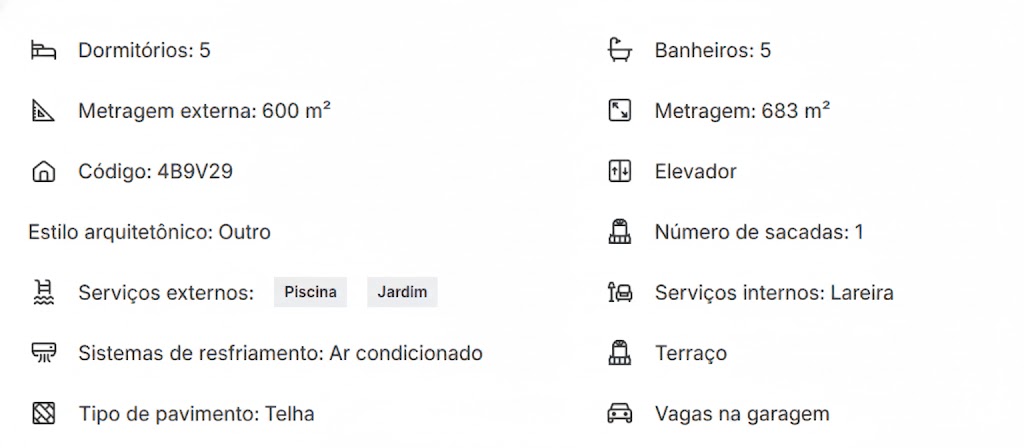 Dormitórios: 5
Banheiros: 5
Metragem externa: 600 m²
Metragem: 683 m²
Código: 4B9V29
Elevador
Estilo arquitetônico: Outro
Número de sacadas: 1
Serviços externos: Piscina Jardim
Serviços internos: Lareira
Sistemas de resfriamento: Ar condicionado
Terraço
Tipo de pavimento: Telha
Vagas na garagem